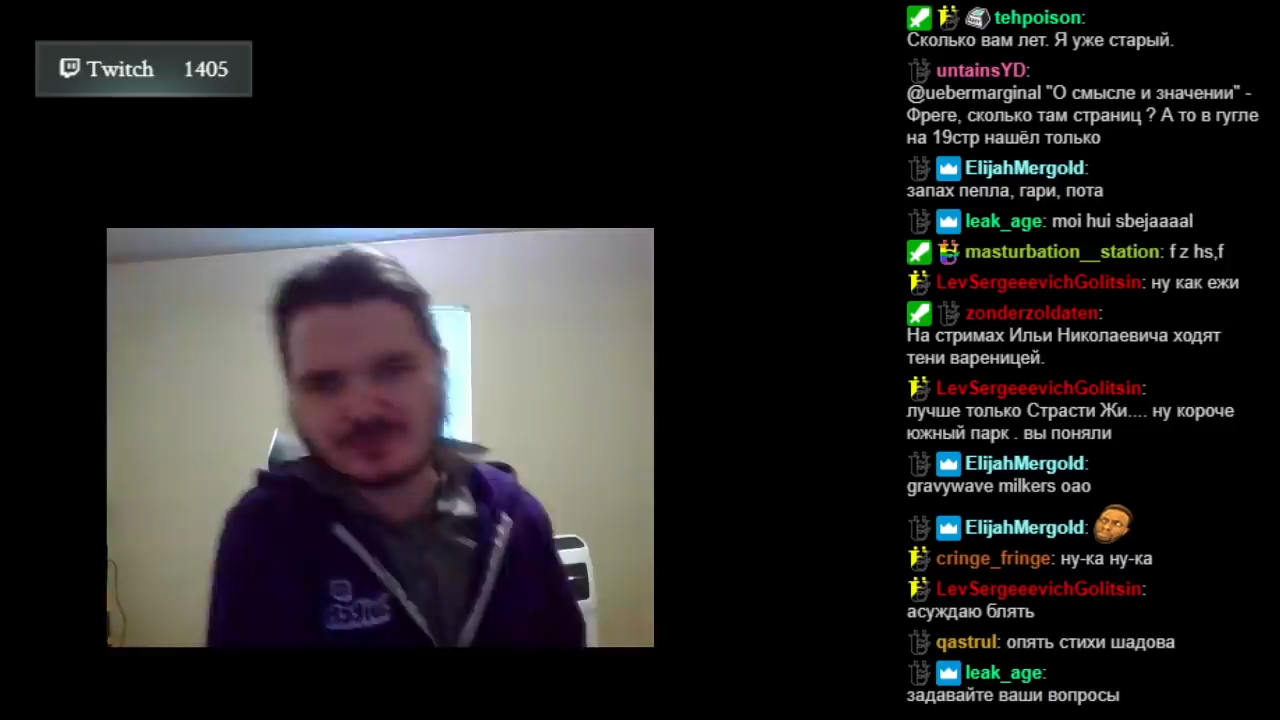 Twitch 1405
tehpoison:
Сколько вам лет. Я уже старый.
untainsYD:
@uebermarginal "О смысле и значении" -
Фреге, сколько там страниц ? А то в гугле
на 19стр нашёл только
ElijahMergold:
запах пепла, гари, пота
leak_age: moi hui sbejaaaal
masturbation__station: f z hs,f
LevSergeeevichGolitsin: ну как ежи
zonderzoldaten:
На стримах Ильи Николаевича ходят
тени вареницей.
LevSergeeevichGolitsin:
лучше только Страсти Жи.... ну короче
южный парк . вы поняли
ElijahMergold:
gravywave milkers oao
ElijahMergold:
cringe_fringe: ну-ка ну-ка
LevSergeeevichGolitsin:
асуждаю блять
qastrul: опять стихи шадова
leak_age:
задавайте ваши вопросы